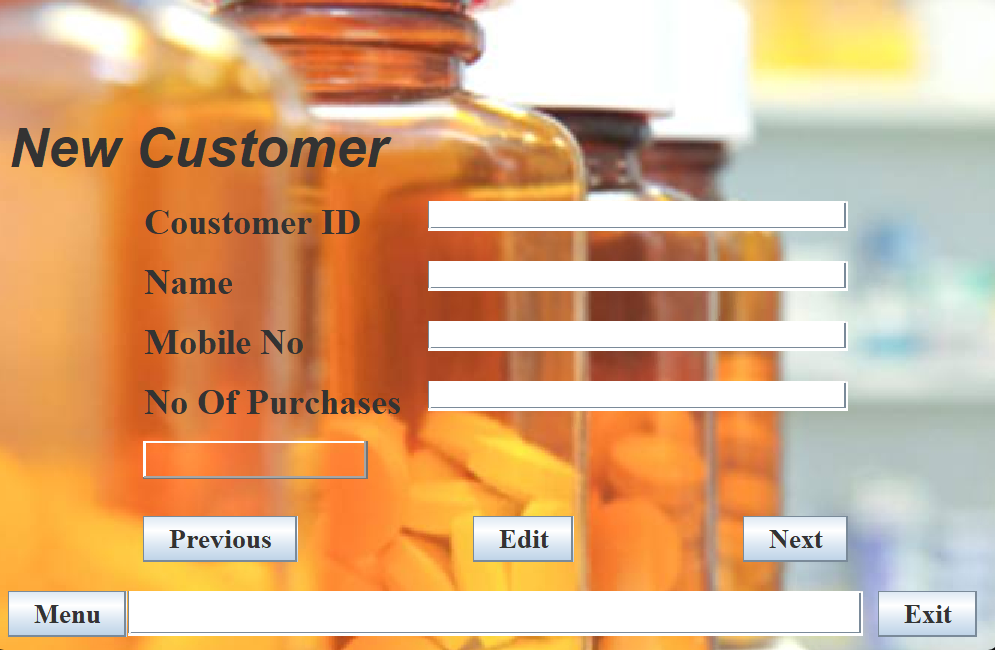 New Customer
Coustomer ID
Name
Mobile No
No Of Purchases
Previous Edit Next
Menu Exit